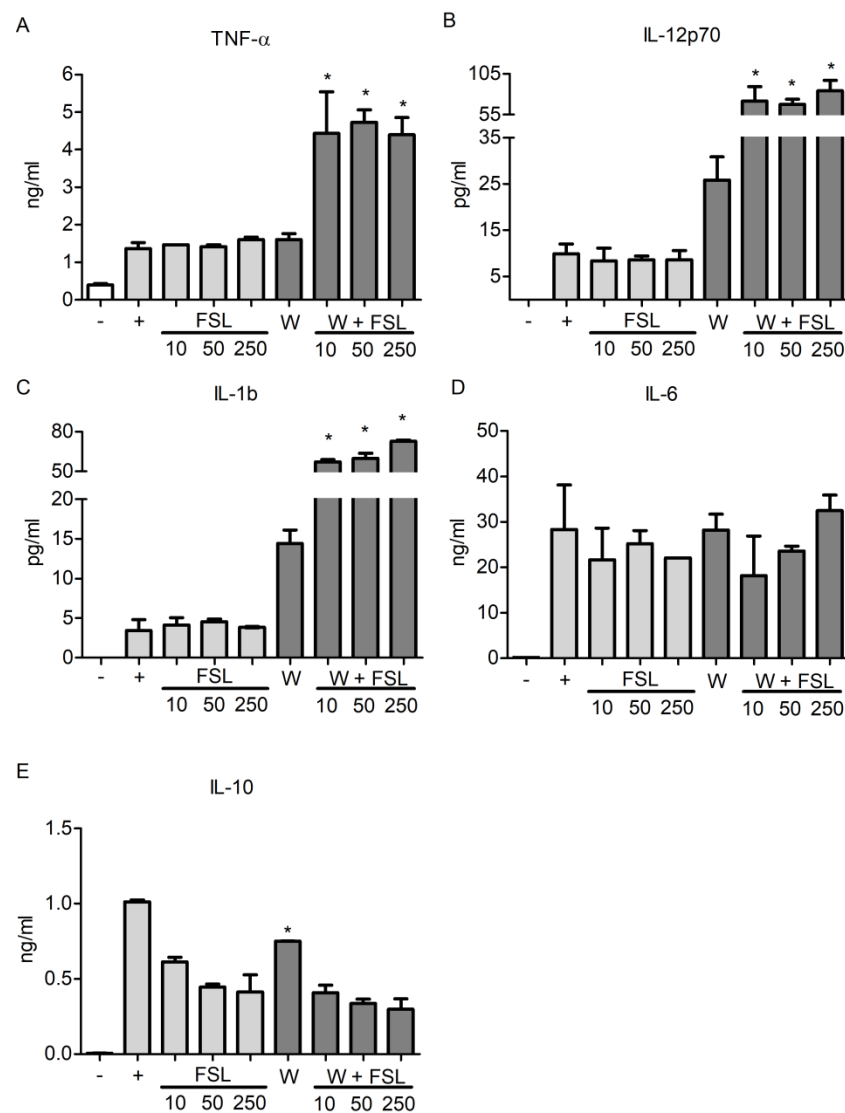 A
TNF-α
6
5
4
3
2
1
0
ng/ml
* * *
- + FSL W W + FSL
10 50 250 10 50 250
B
IL-12p70
105
55
35
25
15
5
pg/ml
* * *
- + FSL W W + FSL
10 50 250 10 50 250
C
IL-1b
80
50
20
15
10
5
0
pg/ml
* * *
- + FSL W W + FSL
10 50 250 10 50 250
D
IL-6
50
40
30
20
10
0
ng/ml
- + FSL W W + FSL
10 50 250 10 50 250
E
IL-10
1.5
1.0
0.5
0.0
ng/ml
*
- + FSL W W + FSL
10 50 250 10 50 250